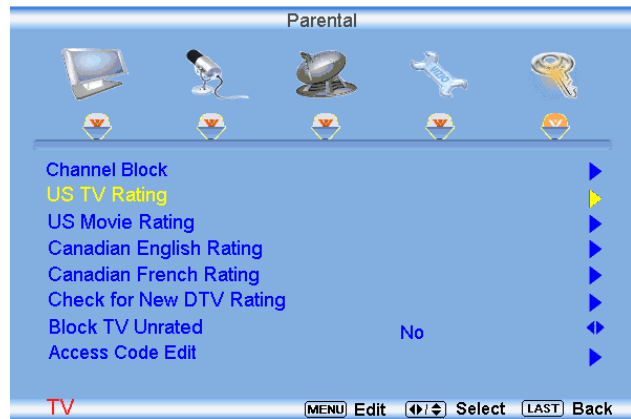 Parental
Channel Block
US TV Rating
US Movie Rating
Canadian English Rating
Canadian French Rating
Check for New DTV Rating
Block TV Unrated No
Access Code Edit
TV MENU Edit Select LAST Back